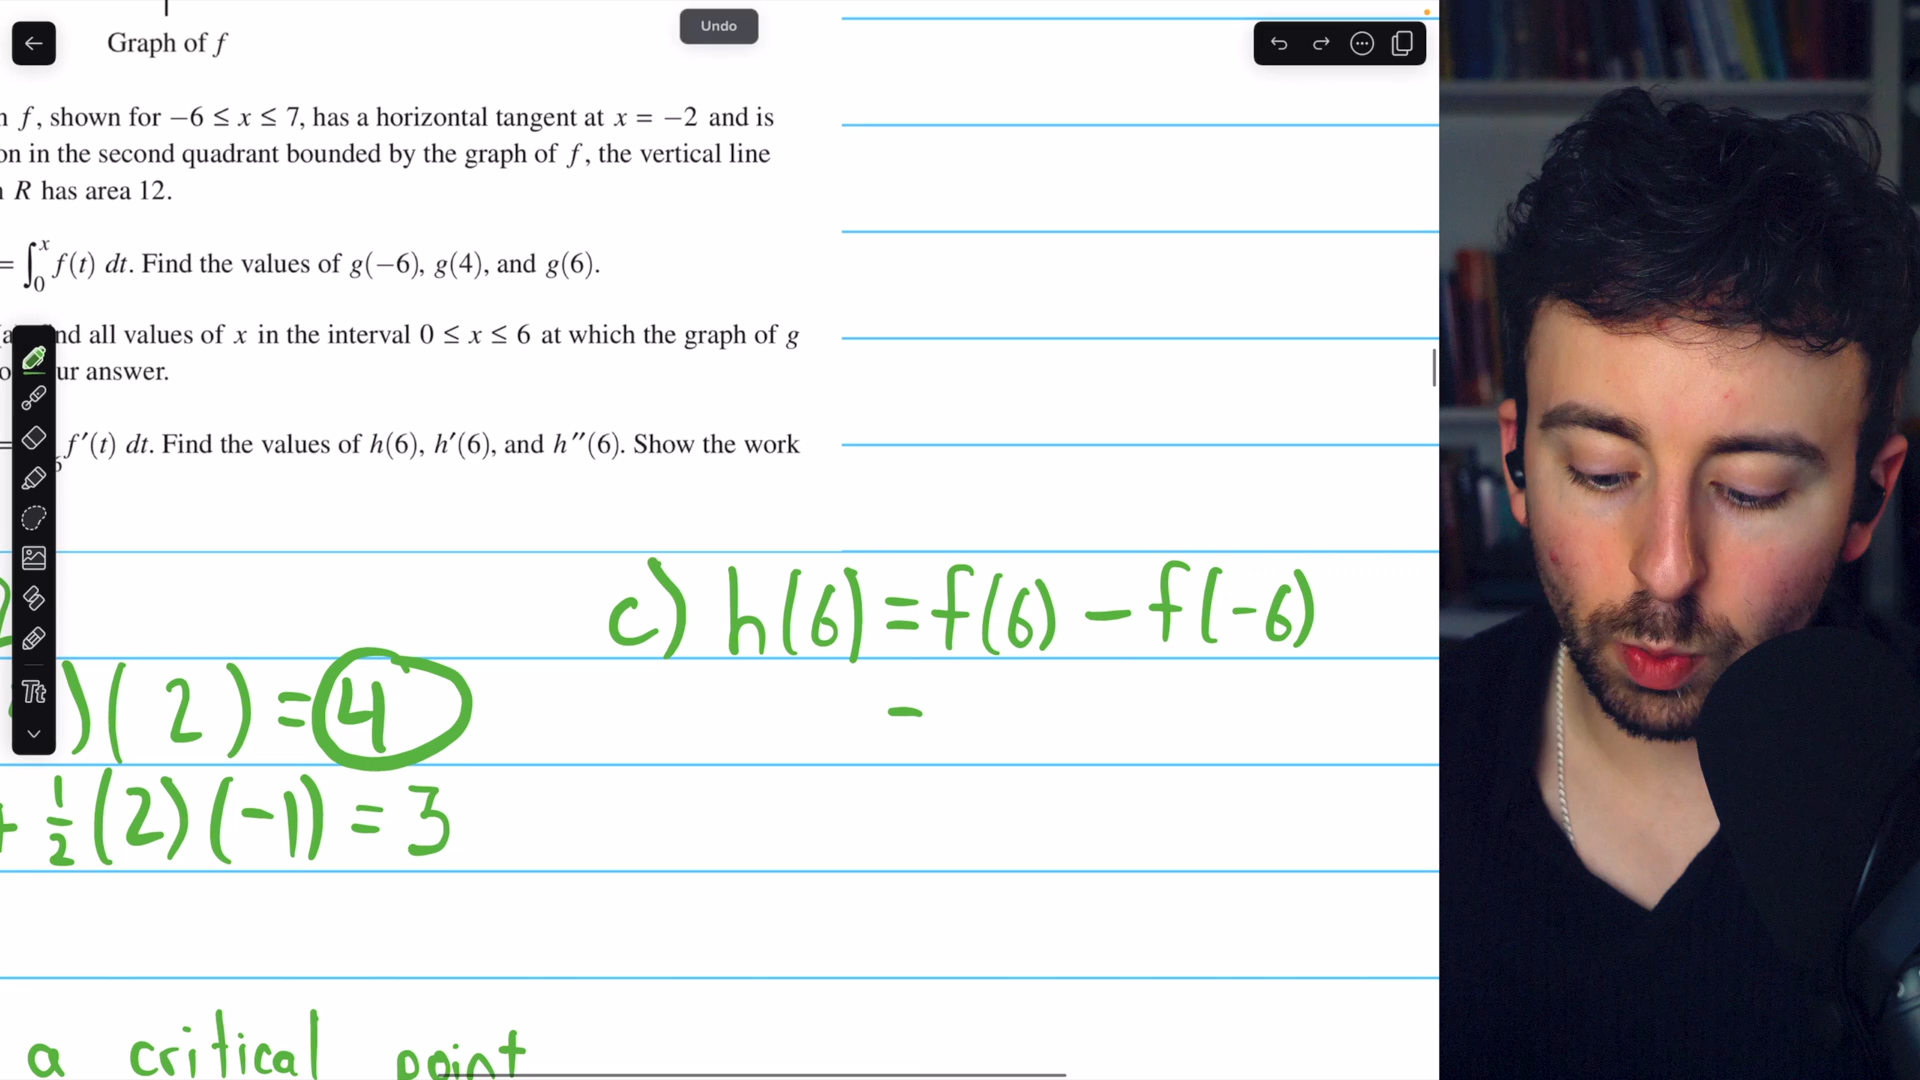 Undo
Graph of f
f, shown for −6 ≤ x ≤ 7, has a horizontal tangent at x = −2 and is
on in the second quadrant bounded by the graph of f, the vertical line
R has area 12.
= ∫₀ˣ f(t) dt. Find the values of g(−6), g(4), and g(6).
nd all values of x in the interval 0 ≤ x ≤ 6 at which the graph of g
ur answer.
f′(t) dt. Find the values of h(6), h′(6), and h″(6). Show the work
c) h(6) = f(6) − f(-6)
)( 2 ) = 4
+ 1/2 (2)(-1) = 3
a critical point
Tt